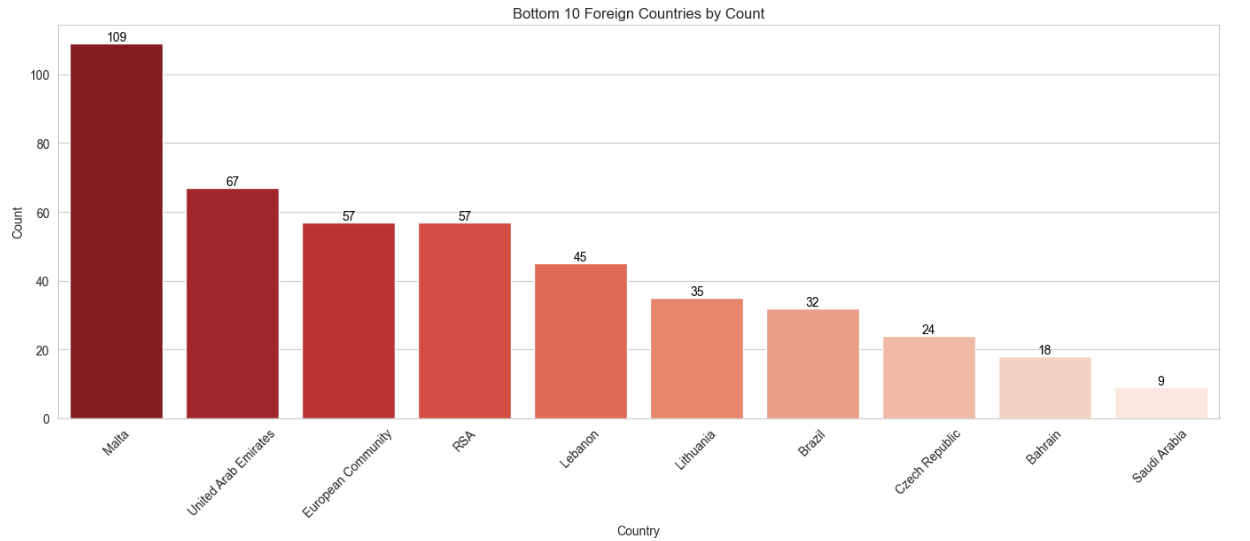 Bottom 10 Foreign Countries by Count
Count
100
80
60
40
20
0
109
67
57
57
45
35
32
24
18
9
Malta
United Arab Emirates
European Community
RSA
Lebanon
Lithuania
Brazil
Czech Republic
Bahrain
Saudi Arabia
Country